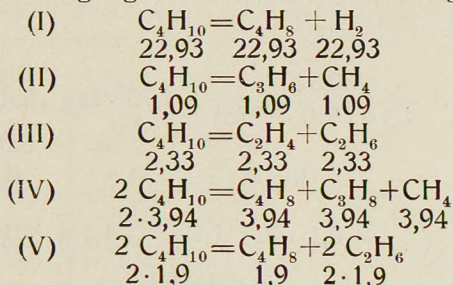 (I) C₄H₁₀=C₄H₈ +H₂
22,93 22,93 22,93
(II) C₄H₁₀=C₃H₆+CH₄
1,09 1,09 1.09
(III) C₄H₁₀=C₂H₄+C₂H₆
2,33 2,33 2,33
(IV) 2 C₄H₁₀=C₄H₈+C₃H₈+CH₄
2·3,94 3,94 3,94 3,94
(V) 2 C₄H₁₀=C₄H₈+2 C₂H₆
2·1,9 1,9 2·1,9